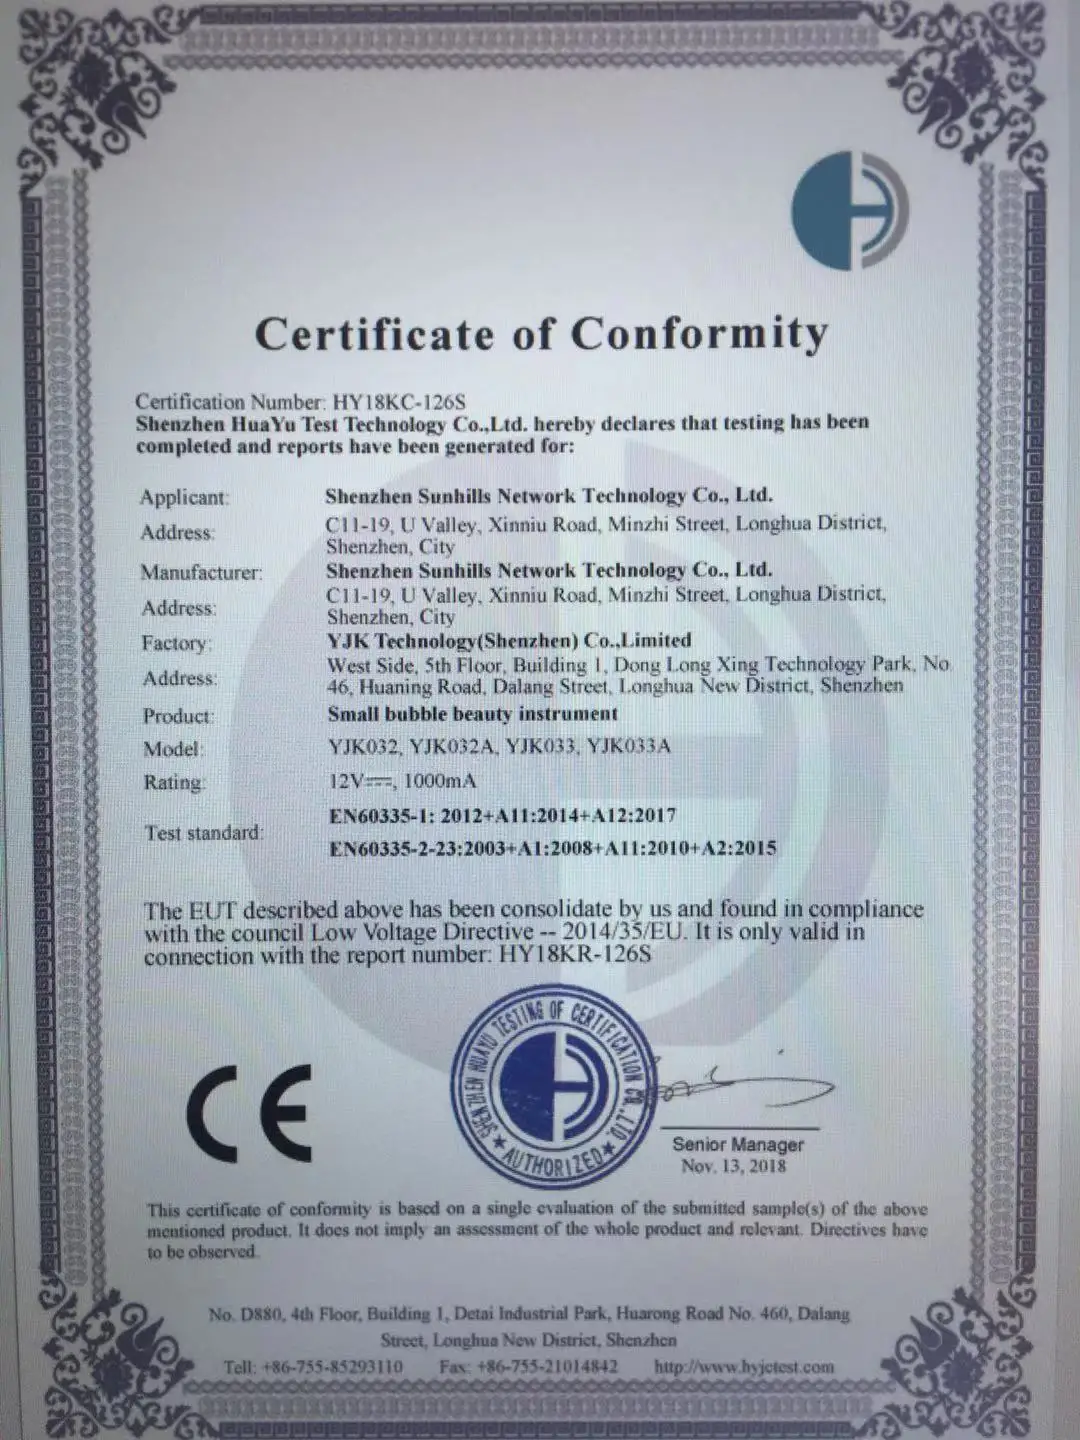 Certificate of Conformity
Certification Number: HY18KC-126S
Shenzhen HuaYu Test Technology Co.,Ltd. hereby declares that testing has been
completed and reports have been generated for:
Applicant: Shenzhen Sunhills Network Technology Co., Ltd.
Address: C11-19, U Valley, Xinniu Road, Minzhi Street, Longhua District,
Shenzhen, City
Manufacturer: Shenzhen Sunhills Network Technology Co., Ltd.
Address: C11-19, U Valley, Xinniu Road, Minzhi Street, Longhua District,
Shenzhen, City
Factory: YJK Technology(Shenzhen) Co.,Limited
Address: West Side, 5th Floor, Building 1, Dong Long Xing Technology Park, No
46, Huaning Road, Dalang Street, Longhua New District, Shenzhen
Product: Small bubble beauty instrument
Model: YJK032, YJK032A, YJK033, YJK033A
Rating: 12V⎓, 1000mA
Test standard: EN60335-1: 2012+A11:2014+A12:2017
EN60335-2-23:2003+A1:2008+A11:2010+A2:2015
The EUT described above has been consolidate by us and found in compliance
with the council Low Voltage Directive -- 2014/35/EU. It is only valid in
connection with the report number: HY18KR-126S
CE
SHENZHEN HUAYU TESTING OF CERTIFICATION CO.,LTD
★ AUTHORIZED ★
Senior Manager
Nov. 13, 2018
This certificate of conformity is based on a single evaluation of the submitted sample(s) of the above
mentioned product. It does not imply an assessment of the whole product and relevant. Directives have
to be observed.
No. D880, 4th Floor, Building 1, Detai Industrial Park, Huarong Road No. 460, Dalang
Street, Longhua New District, Shenzhen
Tell: +86-755-85293110 Fax: +86-755-21014842 http://www.hyjctest.com